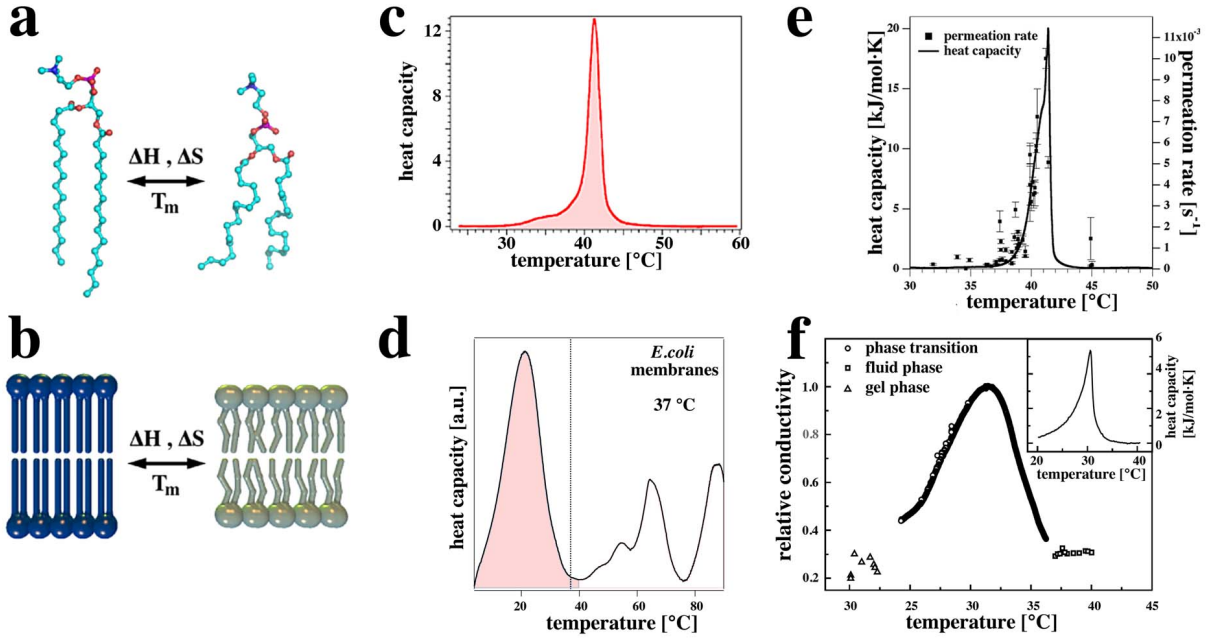 a
ΔH , ΔS
Tm
b
ΔH , ΔS
Tm
c
heat capacity
12
8
4
0
30
40
50
60
temperature [°C]
d
E.coli
membranes
37 °C
heat capacity [a.u.]
20
40
60
80
temperature [°C]
e
permeation rate
heat capacity
heat capacity [kJ/mol·K]
20
15
10
5
0
11x10⁻³
10
9
8
7
6
5
4
3
2
1
0
permeation rate [s⁻¹]
30
35
40
45
50
temperature [°C]
f
phase transition
fluid phase
gel phase
relative conductivity
1.0
0.8
0.6
0.4
0.2
30
25
30
35
40
45
temperature [°C]
6
4
2
0
heat capacity
[kJ/mol·K]
20
30
40
temperature [°C]